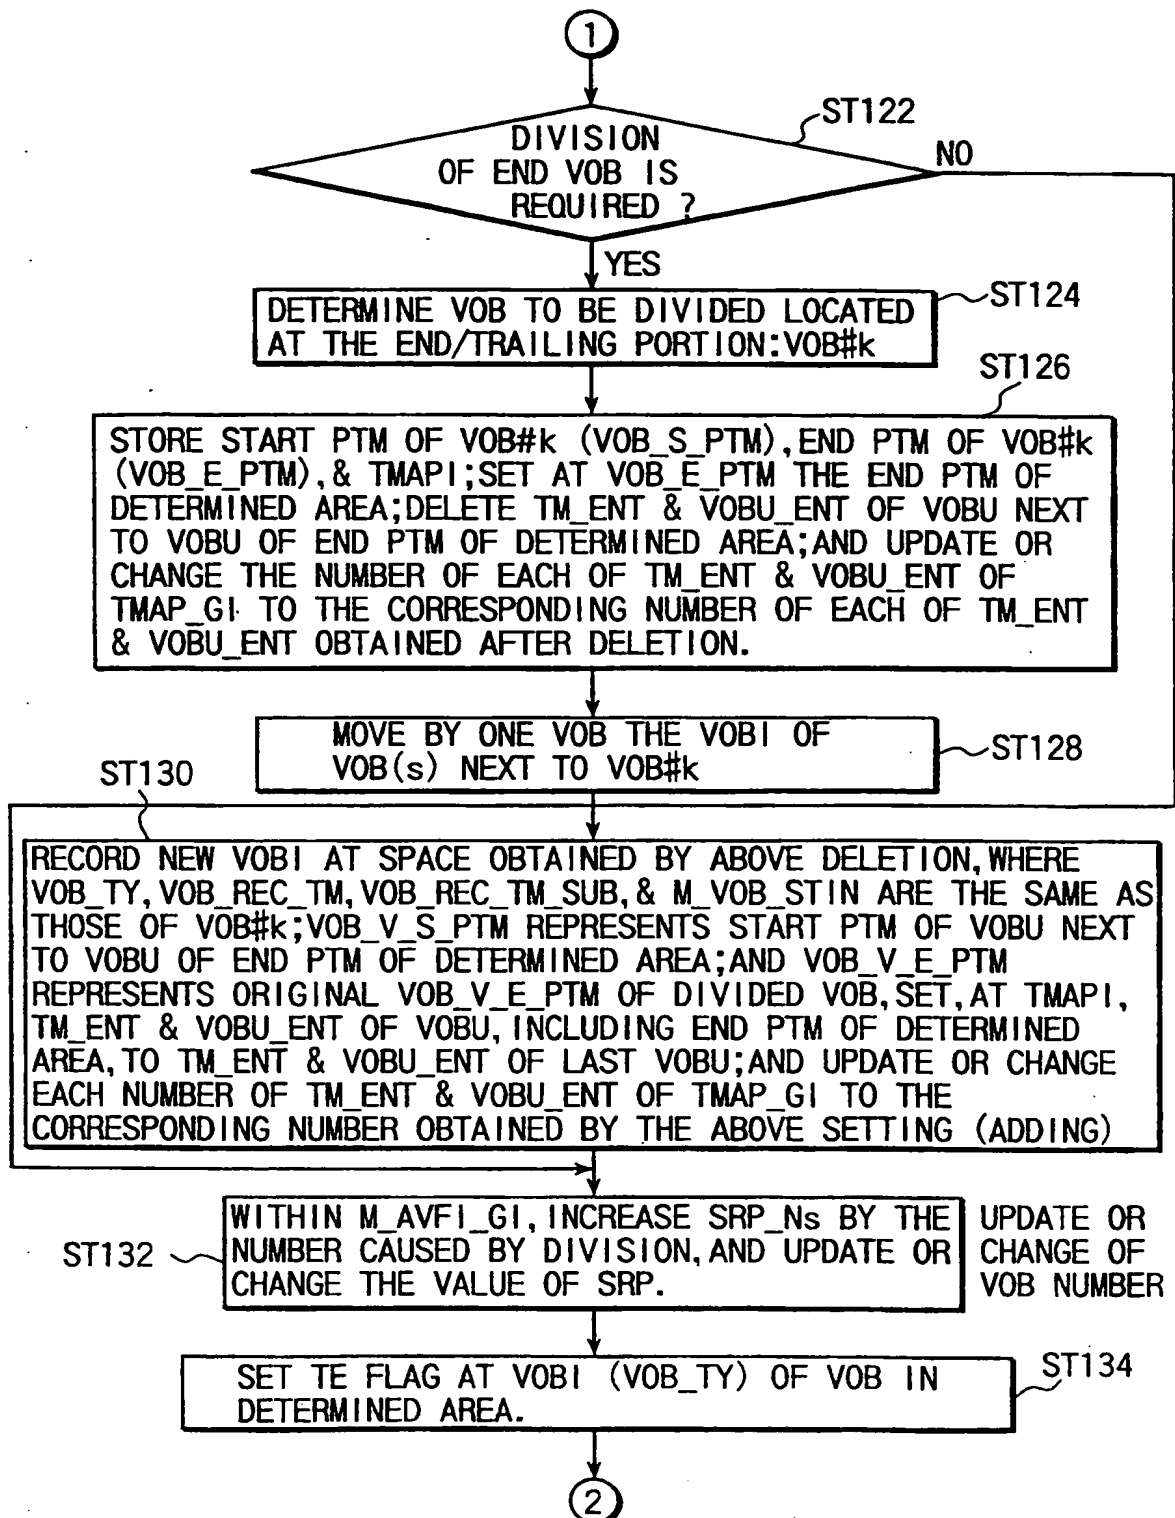 1
ST122
DIVISION
OF END VOB IS
REQUIRED ?
NO
YES
ST124
DETERMINE VOB TO BE DIVIDED LOCATED
AT THE END/TRAILING PORTION:VOB#k
ST126
STORE START PTM OF VOB#k (VOB_S_PTM),END PTM OF VOB#k
(VOB_E_PTM),& TMAPI;SET AT VOB_E_PTM THE END PTM OF
DETERMINED AREA;DELETE TM_ENT & VOBU_ENT OF VOBU NEXT
TO VOBU OF END PTM OF DETERMINED AREA;AND UPDATE OR
CHANGE THE NUMBER OF EACH OF TM_ENT & VOBU_ENT OF
TMAP_GI TO THE CORRESPONDING NUMBER OF EACH OF TM_ENT
& VOBU_ENT OBTAINED AFTER DELETION.
MOVE BY ONE VOB THE VOBI OF
VOB(s) NEXT TO VOB#k
ST128
ST130
RECORD NEW VOBI AT SPACE OBTAINED BY ABOVE DELETION,WHERE
VOB_TY,VOB_REC_TM,VOB_REC_TM_SUB,& M_VOB_STIN ARE THE SAME AS
THOSE OF VOB#k;VOB_V_S_PTM REPRESENTS START PTM OF VOBU NEXT
TO VOBU OF END PTM OF DETERMINED AREA;AND VOB_V_E_PTM
REPRESENTS ORIGINAL VOB_V_E_PTM OF DIVIDED VOB,SET,AT TMAPI,
TM_ENT & VOBU_ENT OF VOBU,INCLUDING END PTM OF DETERMINED
AREA,TO TM_ENT & VOBU_ENT OF LAST VOBU;AND UPDATE OR CHANGE
EACH NUMBER OF TM_ENT & VOBU_ENT OF TMAP_GI TO THE
CORRESPONDING NUMBER OBTAINED BY THE ABOVE SETTING (ADDING)
ST132
WITHIN M_AVFI_GI,INCREASE SRP_Ns BY THE
NUMBER CAUSED BY DIVISION,AND UPDATE OR
CHANGE THE VALUE OF SRP.
UPDATE OR
CHANGE OF
VOB NUMBER
SET TE FLAG AT VOBI (VOB_TY) OF VOB IN
DETERMINED AREA.
ST134
2